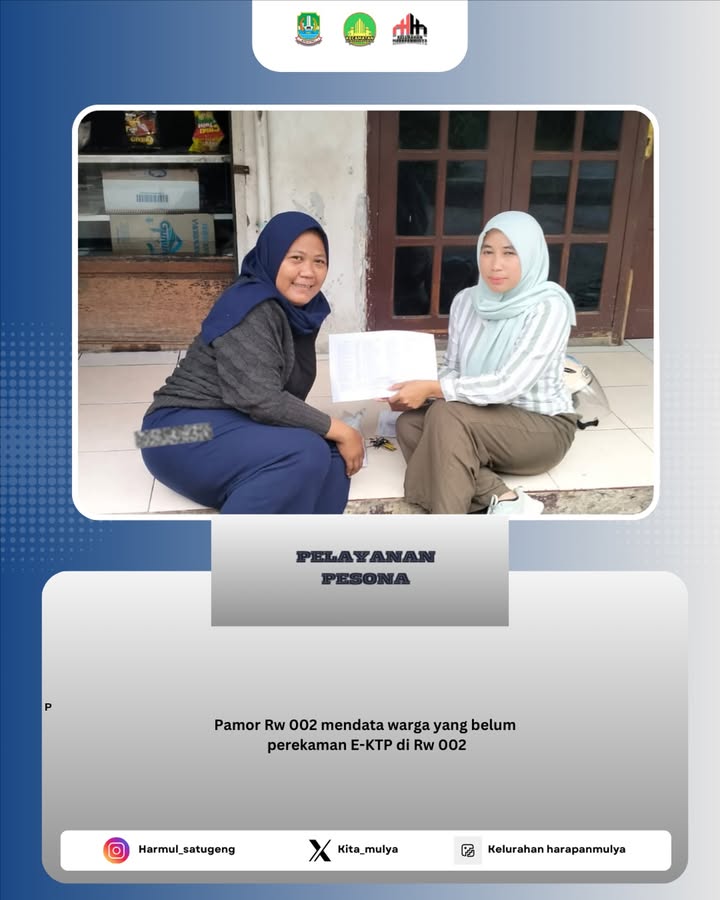 PELAYANAN
PESONA
P
Pamor Rw 002 mendata warga yang belum
perekaman E-KTP di Rw 002
Harmul_satugeng
Kita_mulya
Kelurahan harapanmulya